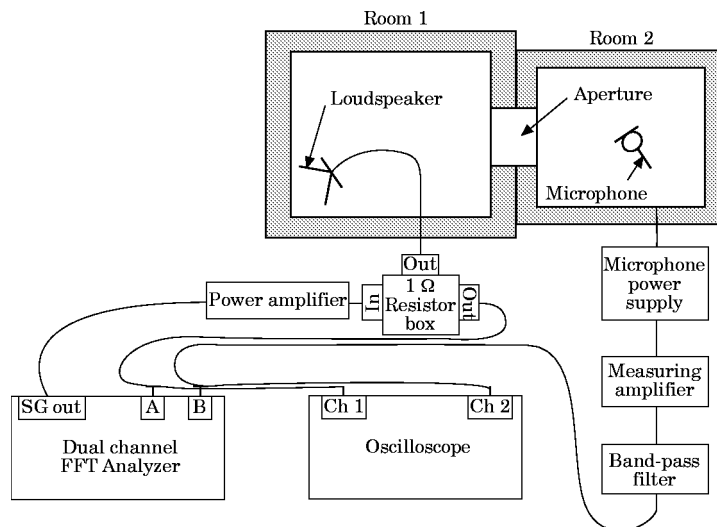 Room 1
Room 2
Loudspeaker
Aperture
Microphone
Out
Power amplifier
In
1 Ω
Resistor
box
Out
Microphone
power
supply
Measuring
amplifier
SG out
A
B
Ch 1
Ch 2
Dual channel
FFT Analyzer
Oscilloscope
Band-pass
filter